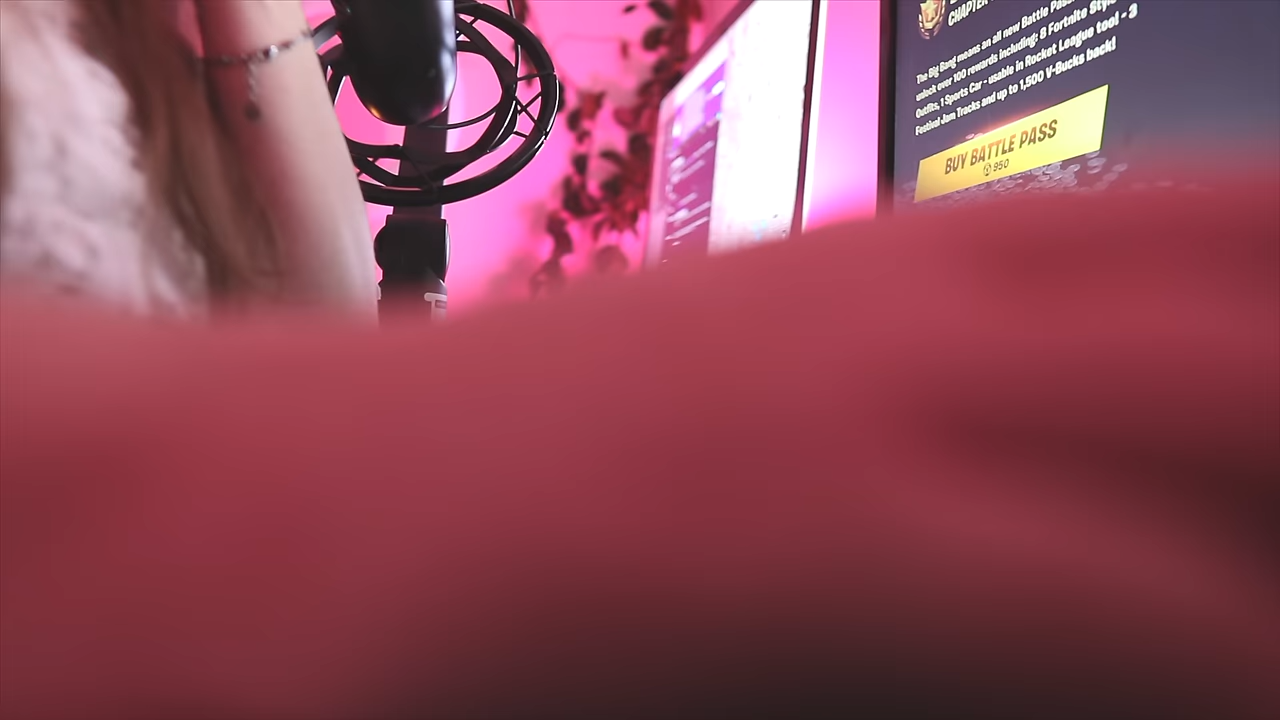 CHAPTER
The Big Bang means an all new Battle Pass
unlock over 100 rewards including: 8 Fortnite Style
Outfits, 1 Sports Car - usable in Rocket League too! - 3
Festival Jam Tracks and up to 1,500 V-Bucks back!
BUY BATTLE PASS
950